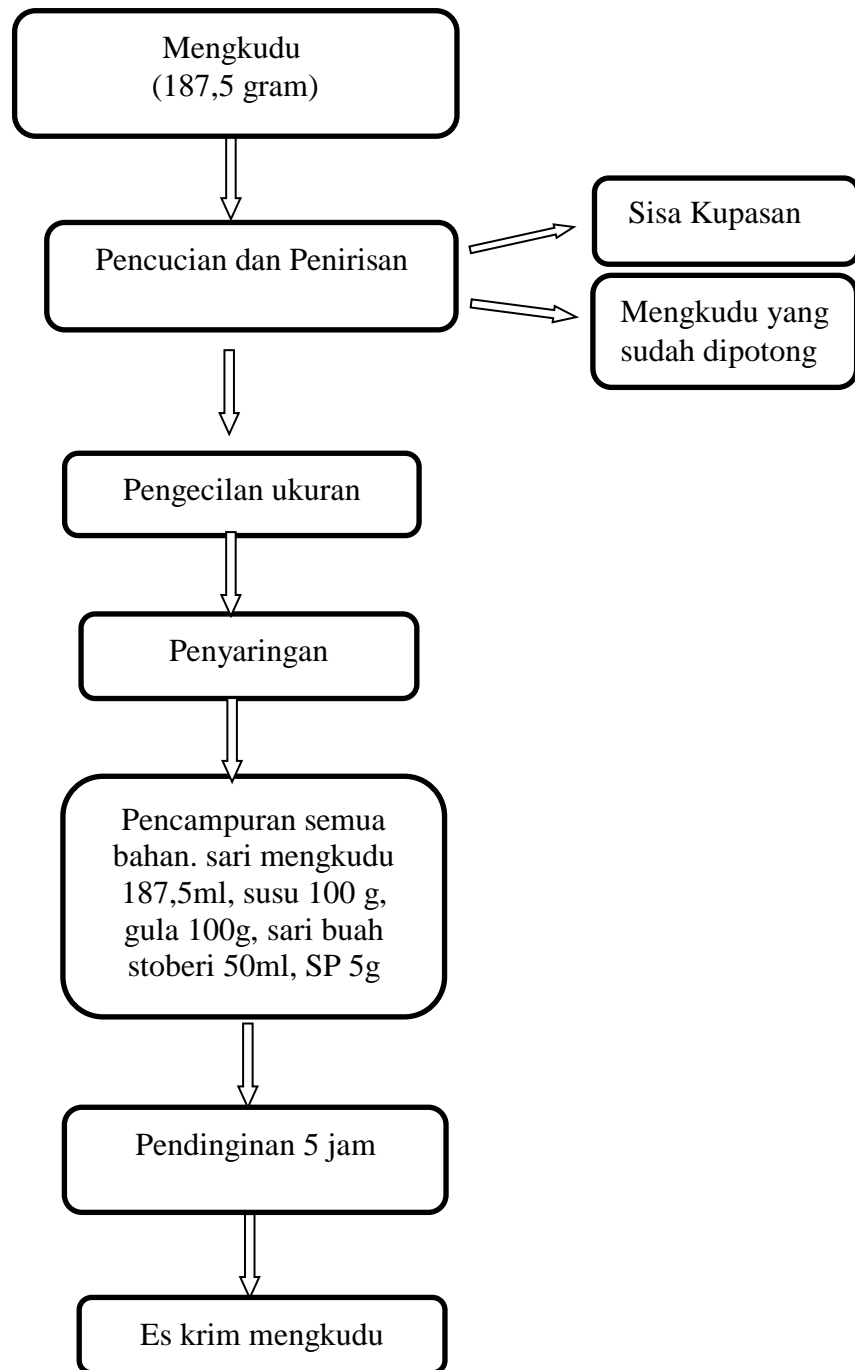 Mengkudu
(187,5 gram)
Sisa Kupasan
Pencucian dan Penirisan
Mengkudu yang
sudah dipotong
Pengecilan ukuran
Penyaringan
Pencampuran semua
bahan. sari mengkudu
187,5ml, susu 100 g,
gula 100g, sari buah
stoberi 50ml, SP 5g
Pendinginan 5 jam
Es krim mengkudu